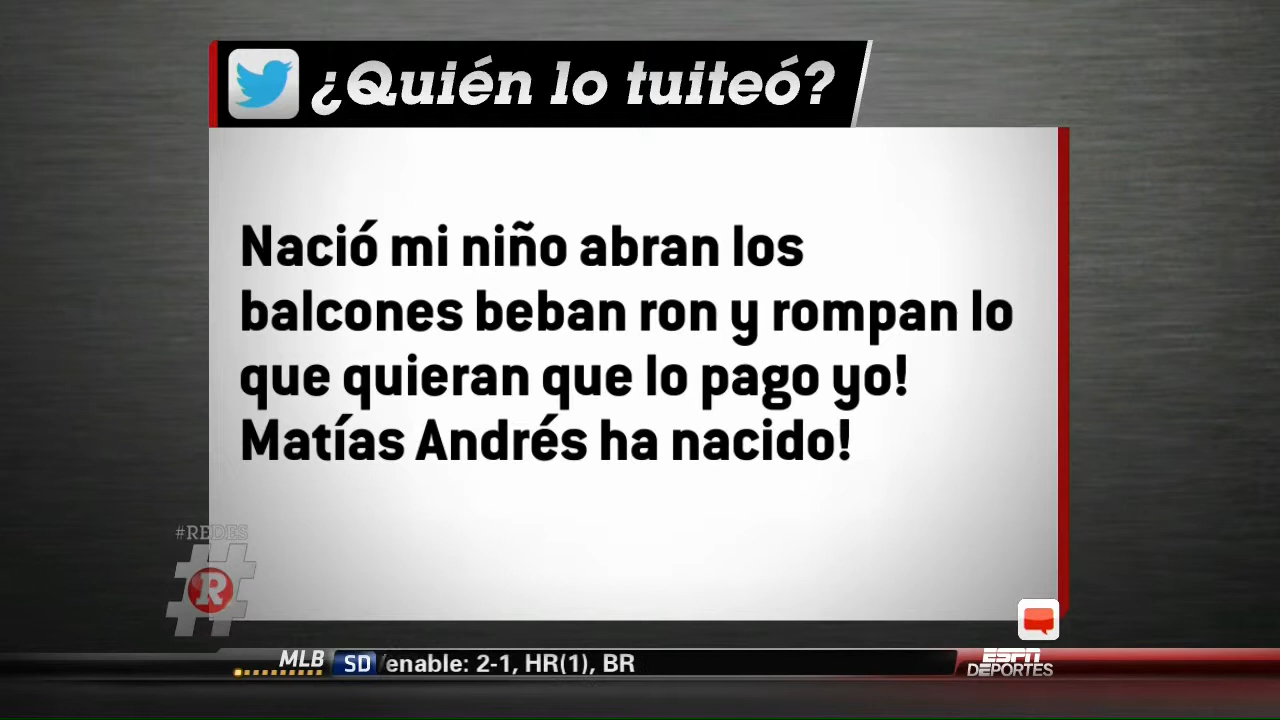 ¿Quién lo tuiteó?
Nació mi niño abran los
balcones beban ron y rompan lo
que quieran que lo pago yo!
Matías Andrés ha nacido!
#REDES
R
MLB SD enable: 2-1, HR(1), BR
ESPN
DEPORTES